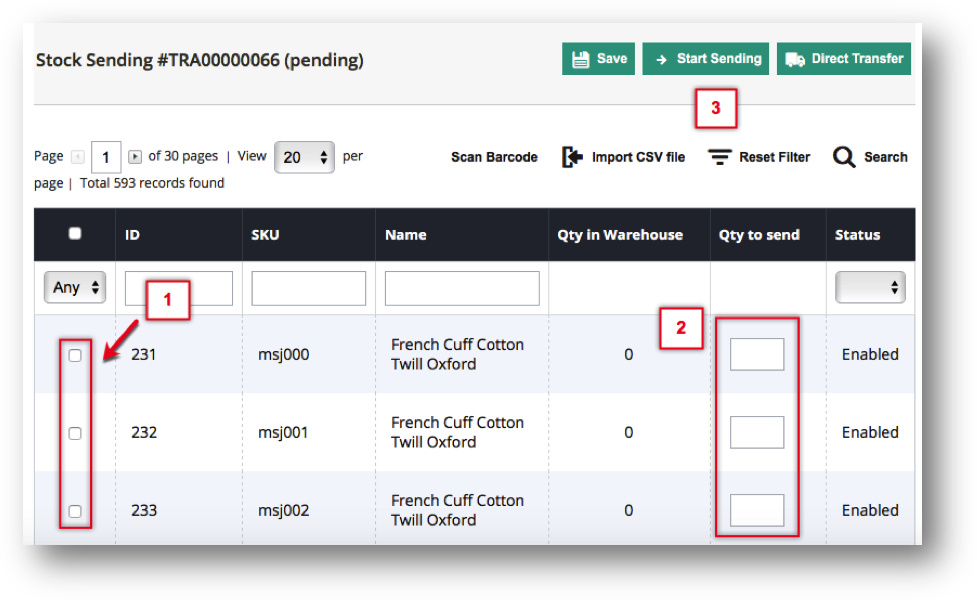 Stock Sending #TRA00000066 (pending)
Save
Start Sending
Direct Transfer
3
Page 1 of 30 pages | View 20 per
page | Total 593 records found
Scan Barcode
Import CSV file
Reset Filter
Search
ID SKU Name Qty in Warehouse Qty to send Status
Any
1
2
231 msj000 French Cuff Cotton 0 Enabled
Twill Oxford
232 msj001 French Cuff Cotton 0 Enabled
Twill Oxford
233 msj002 French Cuff Cotton 0 Enabled
Twill Oxford